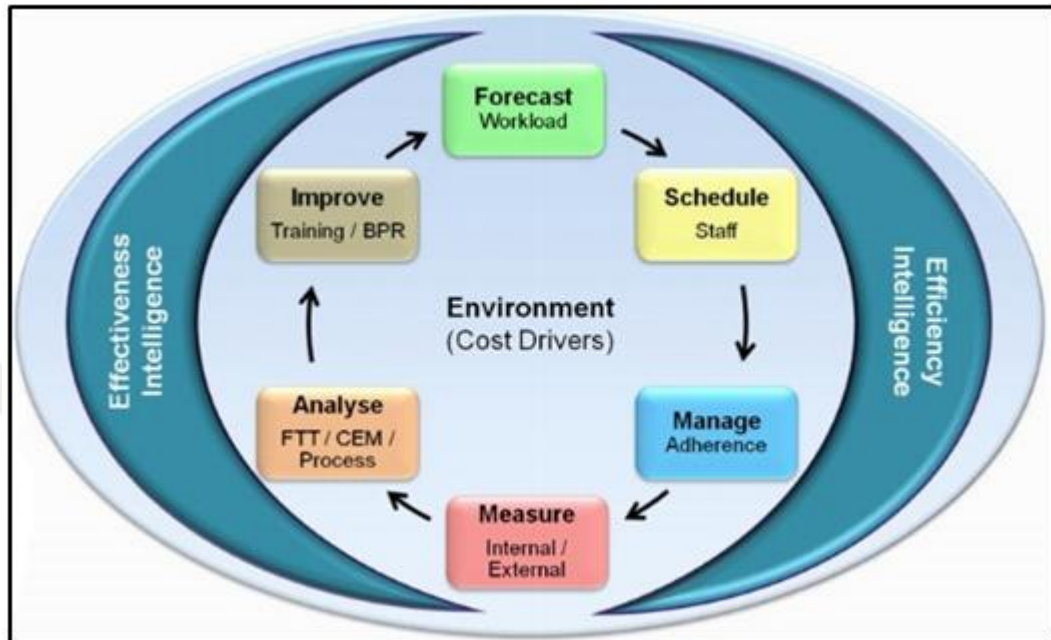 Forecast
Workload
Schedule
Staff
Manage
Adherence
Measure
Internal /
External
Analyse
FTT / CEM /
Process
Improve
Training / BPR
Environment
(Cost Drivers)
Effectiveness
Intelligence
Efficiency
Intelligence